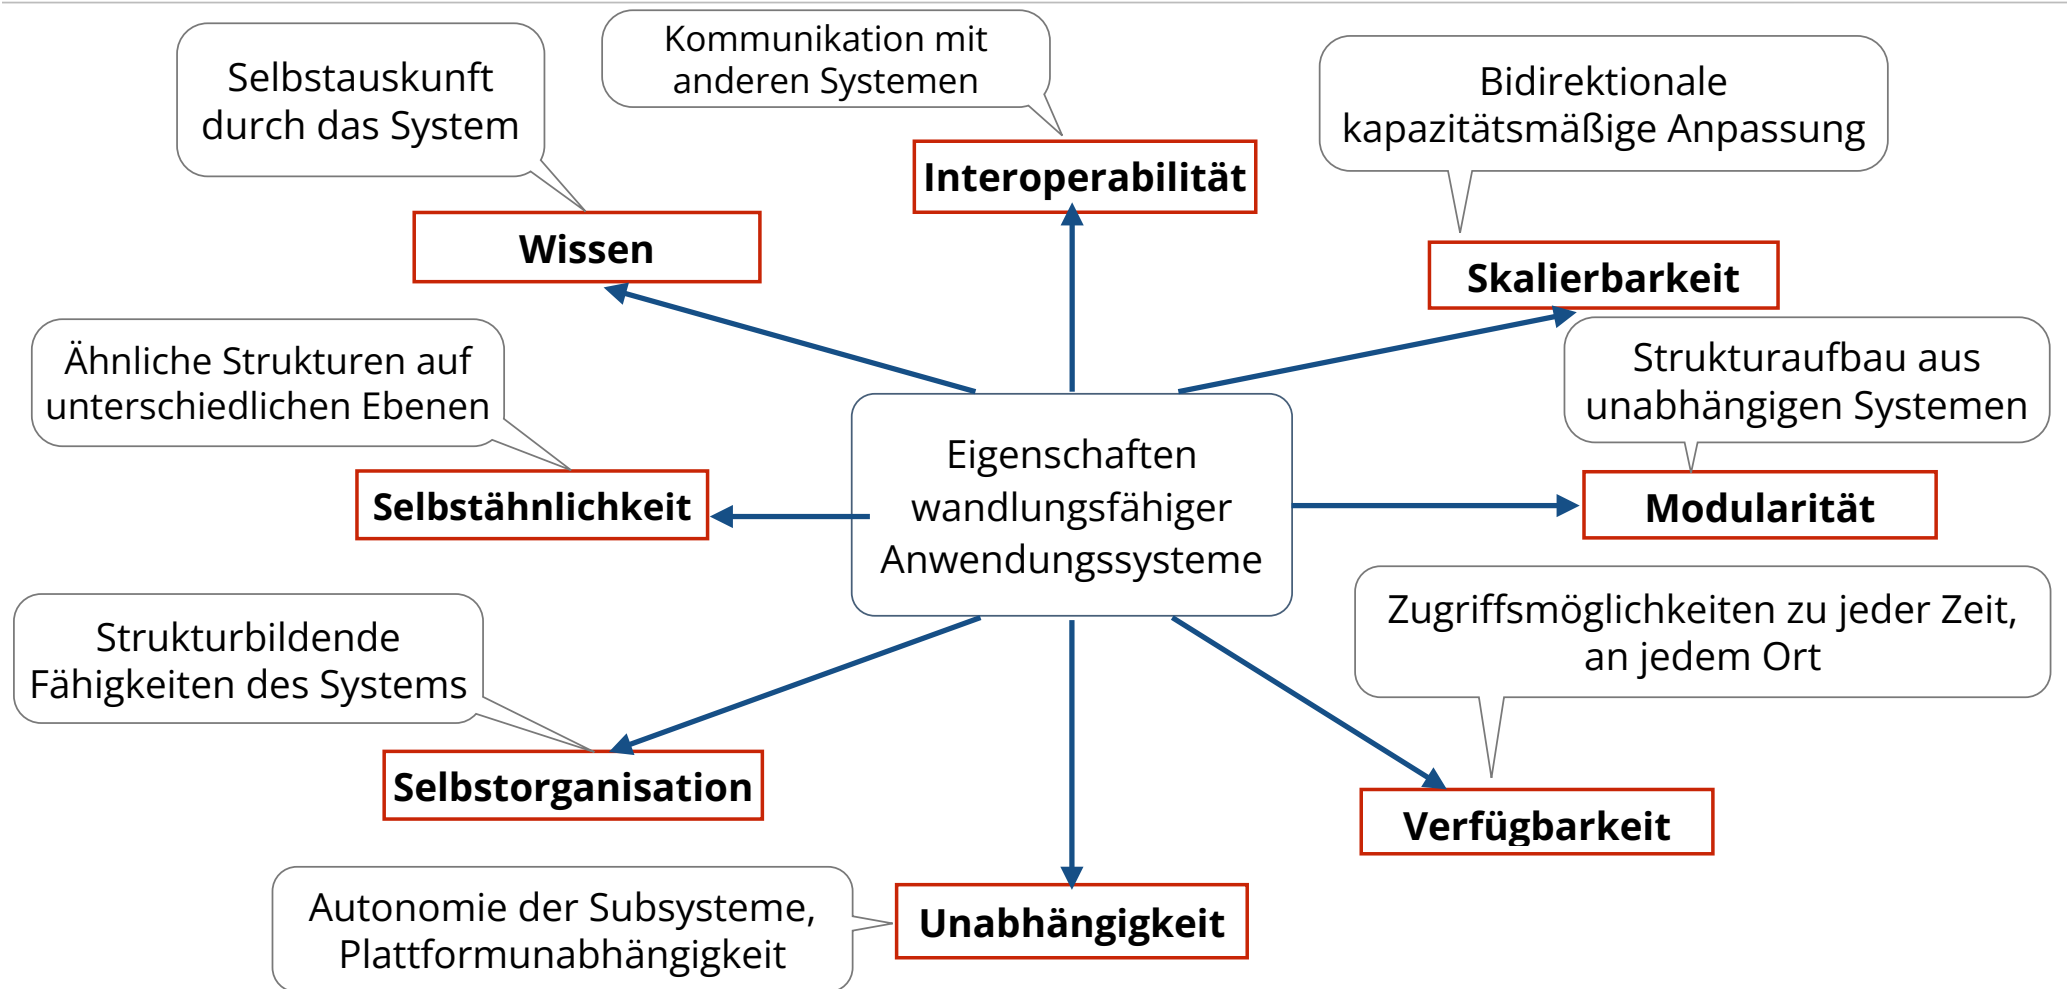 Kommunikation mit
anderen Systemen
Selbstauskunft
durch das System
Bidirektionale
kapazitätsmäßige Anpassung
Interoperabilität
Wissen
Skalierbarkeit
Ähnliche Strukturen auf
unterschiedlichen Ebenen
Strukturaufbau aus
unabhängigen Systemen
Eigenschaften
wandlungsfähiger
Anwendungssysteme
Selbstähnlichkeit
Modularität
Strukturbildende
Fähigkeiten des Systems
Zugriffsmöglichkeiten zu jeder Zeit,
an jedem Ort
Selbstorganisation
Verfügbarkeit
Autonomie der Subsysteme,
Plattformunabhängigkeit
Unabhängigkeit